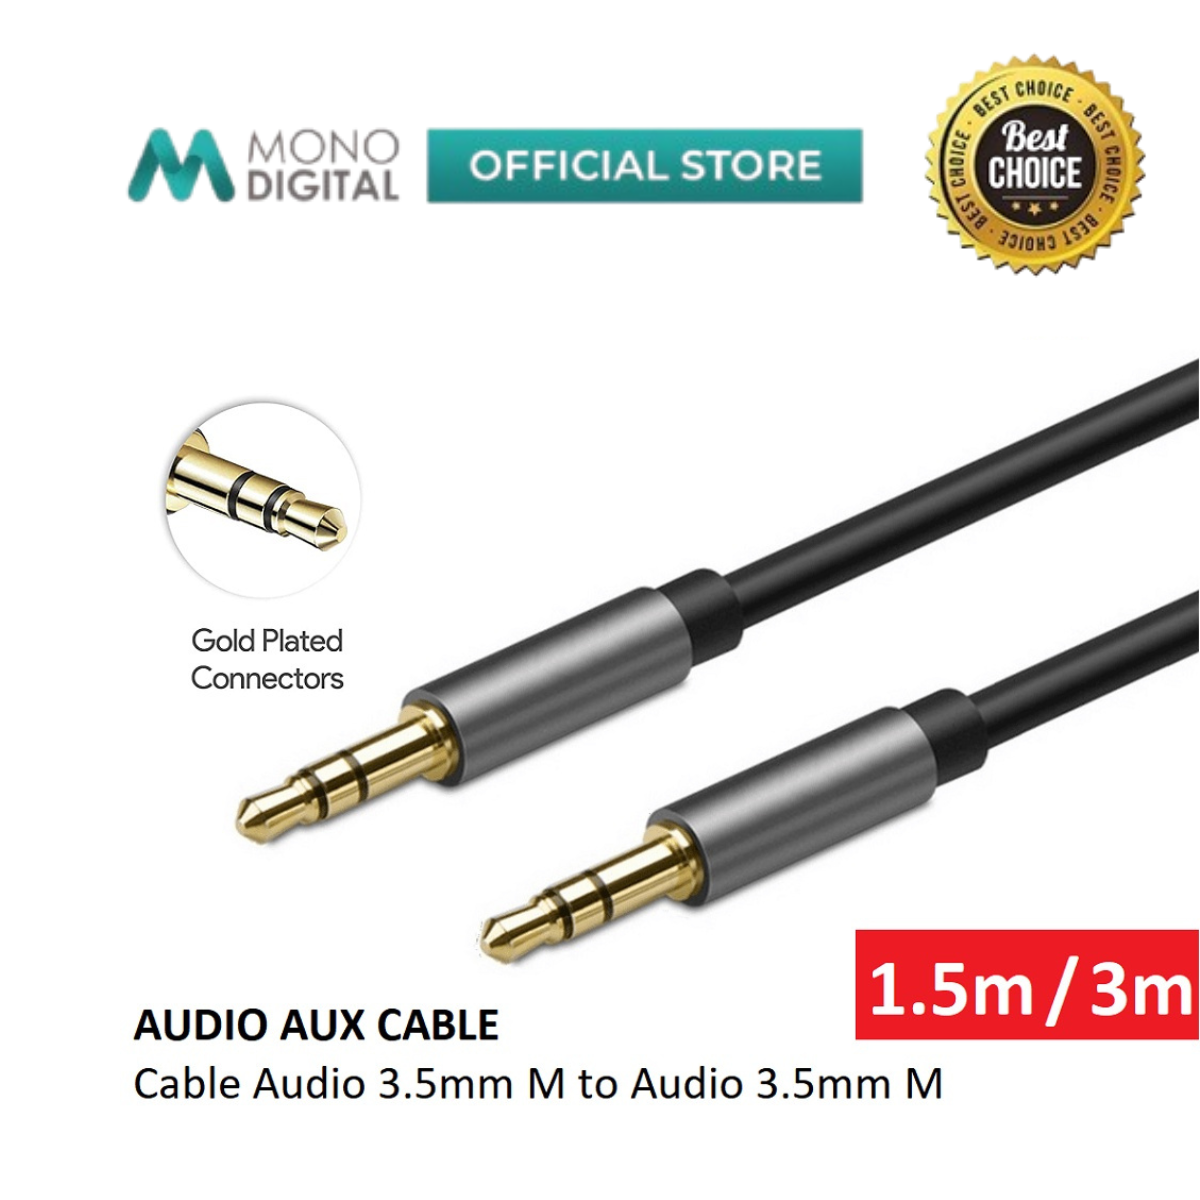 MONO
DIGITAL
OFFICIAL STORE
BEST CHOICE · BEST CHOICE · BEST CHOICE · BEST CHOICE ·
Best
CHOICE
Gold Plated
Connectors
1.5m / 3m
AUDIO AUX CABLE
Cable Audio 3.5mm M to Audio 3.5mm M